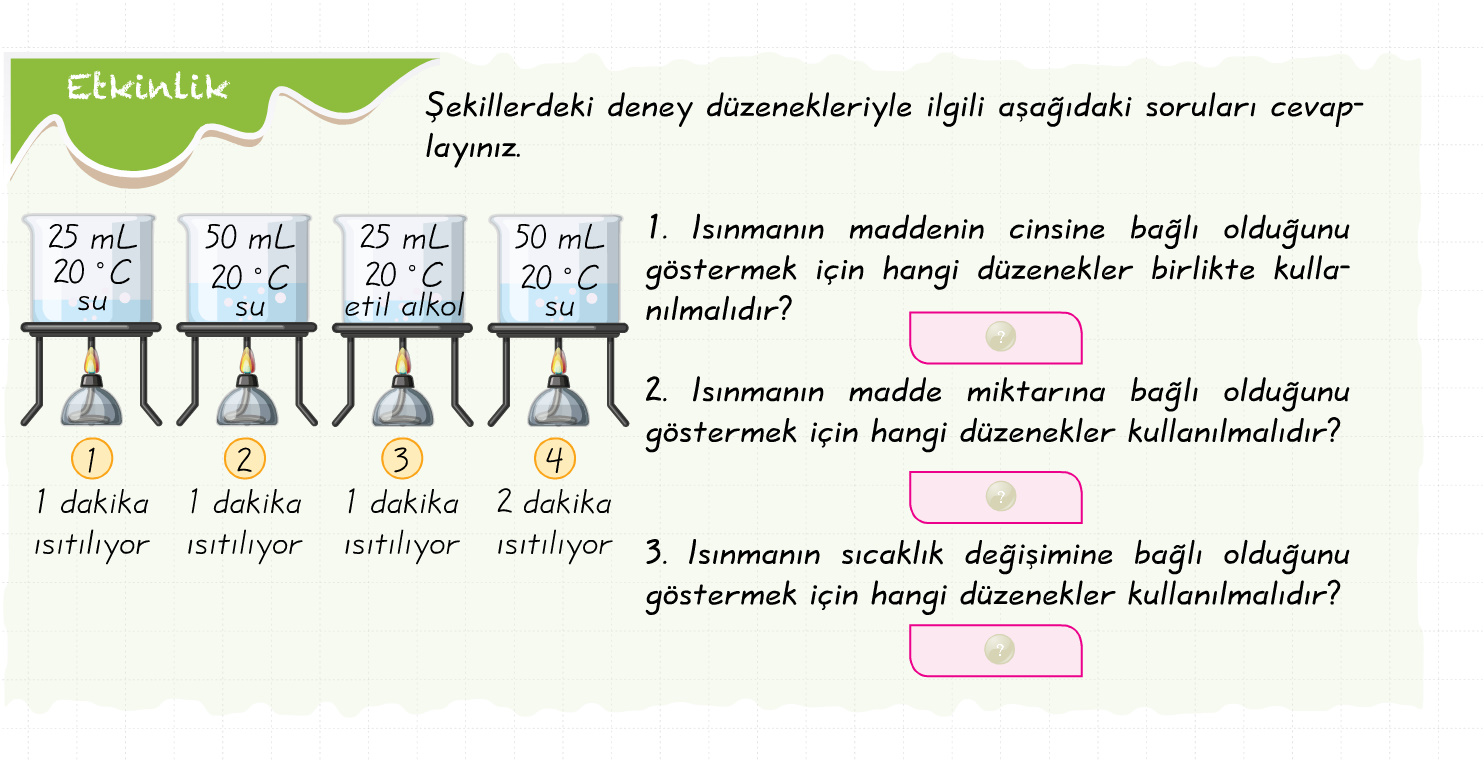 Etkinlik
Şekillerdeki deney düzenekleriyle ilgili aşağıdaki soruları cevap-
layınız.
25 mL
20 °C
su
50 mL
20 °C
su
25 mL
20 °C
etil alkol
50 mL
20 °C
su
1
1 dakika
ısıtılıyor
2
1 dakika
ısıtılıyor
3
1 dakika
ısıtılıyor
4
2 dakika
ısıtılıyor
1. Isınmanın maddenin cinsine bağlı olduğunu
göstermek için hangi düzenekler birlikte kulla-
nılmalıdır?
?
2. Isınmanın madde miktarına bağlı olduğunu
göstermek için hangi düzenekler kullanılmalıdır?
?
3. Isınmanın sıcaklık değişimine bağlı olduğunu
göstermek için hangi düzenekler kullanılmalıdır?
?